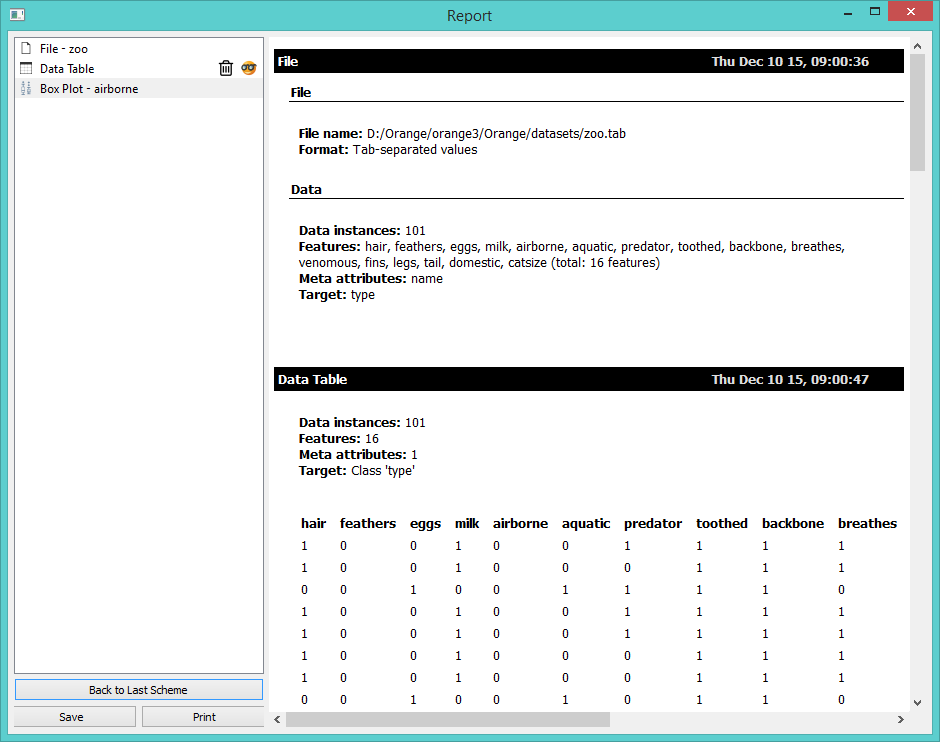 Report
File - zoo
Data Table
Box Plot - airborne
File Thu Dec 10 15, 09:00:36
File
File name: D:/Orange/orange3/Orange/datasets/zoo.tab
Format: Tab-separated values
Data
Data instances: 101
Features: hair, feathers, eggs, milk, airborne, aquatic, predator, toothed, backbone, breathes,
venomous, fins, legs, tail, domestic, catsize (total: 16 features)
Meta attributes: name
Target: type
Data Table Thu Dec 10 15, 09:00:47
Data instances: 101
Features: 16
Meta attributes: 1
Target: Class 'type'
hair feathers eggs milk airborne aquatic predator toothed backbone breathes
1 0 0 1 0 0 1 1 1 1
1 0 0 1 0 0 0 1 1 1
0 0 1 0 0 1 1 1 1 0
1 0 0 1 0 0 1 1 1 1
1 0 0 1 0 0 1 1 1 1
1 0 0 1 0 0 0 1 1 1
1 0 0 1 0 0 0 1 1 1
0 0 1 0 0 1 0 1 1 0
Back to Last Scheme
Save Print